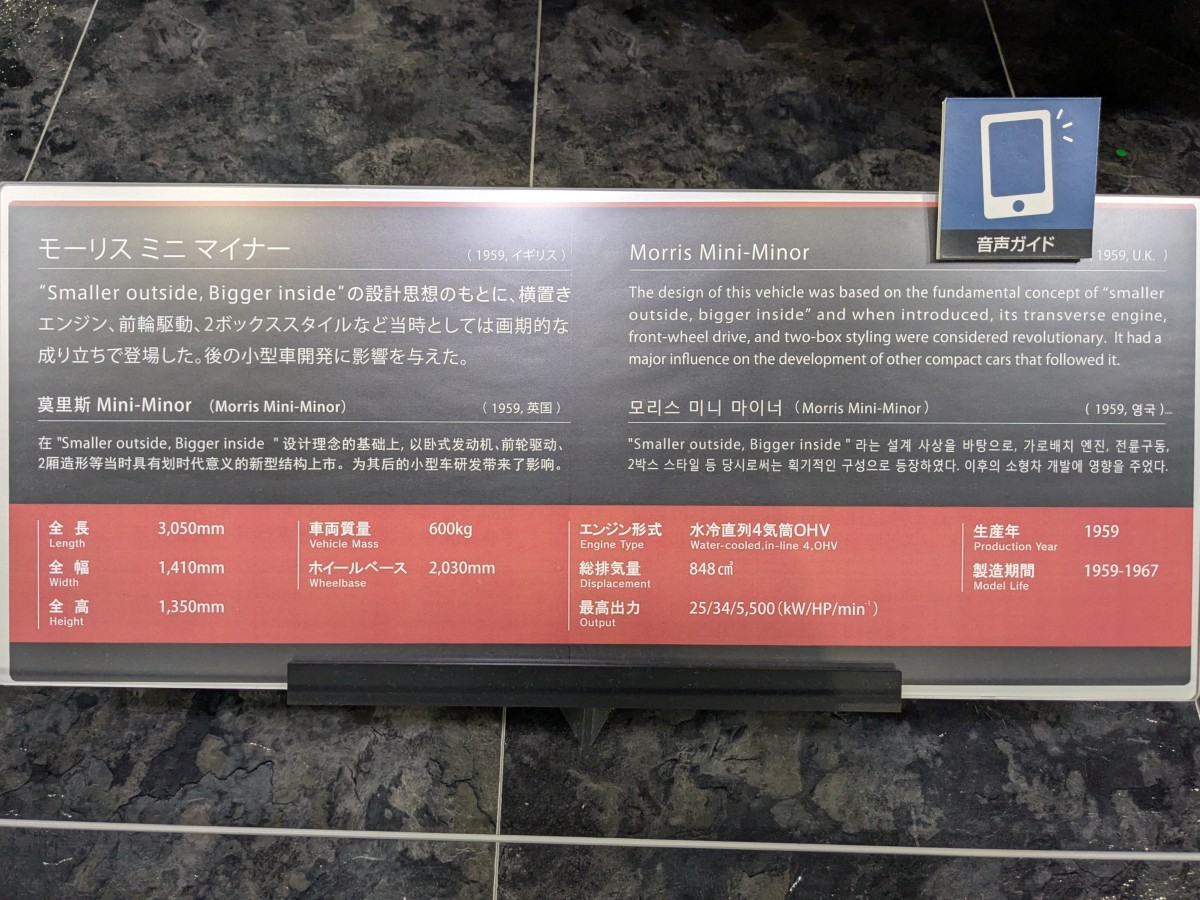 音声ガイド
モーリス ミニ マイナー
( 1959, イギリス )
“Smaller outside, Bigger inside”の設計思想のもとに、横置き
エンジン、前輪駆動、2ボックススタイルなど当時としては画期的な
成り立ちで登場した。後の小型車開発に影響を与えた。
Morris Mini-Minor
1959, U.K. )
The design of this vehicle was based on the fundamental concept of “smaller
outside, bigger inside” and when introduced, its transverse engine,
front-wheel drive, and two-box styling were considered revolutionary. It had a
major influence on the development of other compact cars that followed it.
莫里斯 Mini-Minor (Morris Mini-Minor)
( 1959, 英国 )
在 "Smaller outside, Bigger inside " 设计理念的基础上, 以卧式发动机、前轮驱动、
2厢造形等当时具有划时代意义的新型结构上市。为其后的小型车研发带来了影响。
모리스 미니 마이너 (Morris Mini-Minor)
( 1959, 영국 )
"Smaller outside, Bigger inside " 라는 설계 사상을 바탕으로, 가로배치 엔진, 전륜구동,
2박스 스타일 등 당시로써는 획기적인 구성으로 등장하였다. 이후의 소형차 개발에 영향을 주었다.
全 長 3,050mm
Length
全 幅 1,410mm
Width
全 高 1,350mm
Height
車両質量 600kg
Vehicle Mass
ホイールベース 2,030mm
Wheelbase
エンジン形式 水冷直列4気筒OHV
Engine Type Water-cooled,in-line 4,OHV
総排気量 848㎤
Displacement
最高出力 25/34/5,500(kW/HP/min⁻¹)
Output
生産年 1959
Production Year
製造期間 1959-1967
Model Life